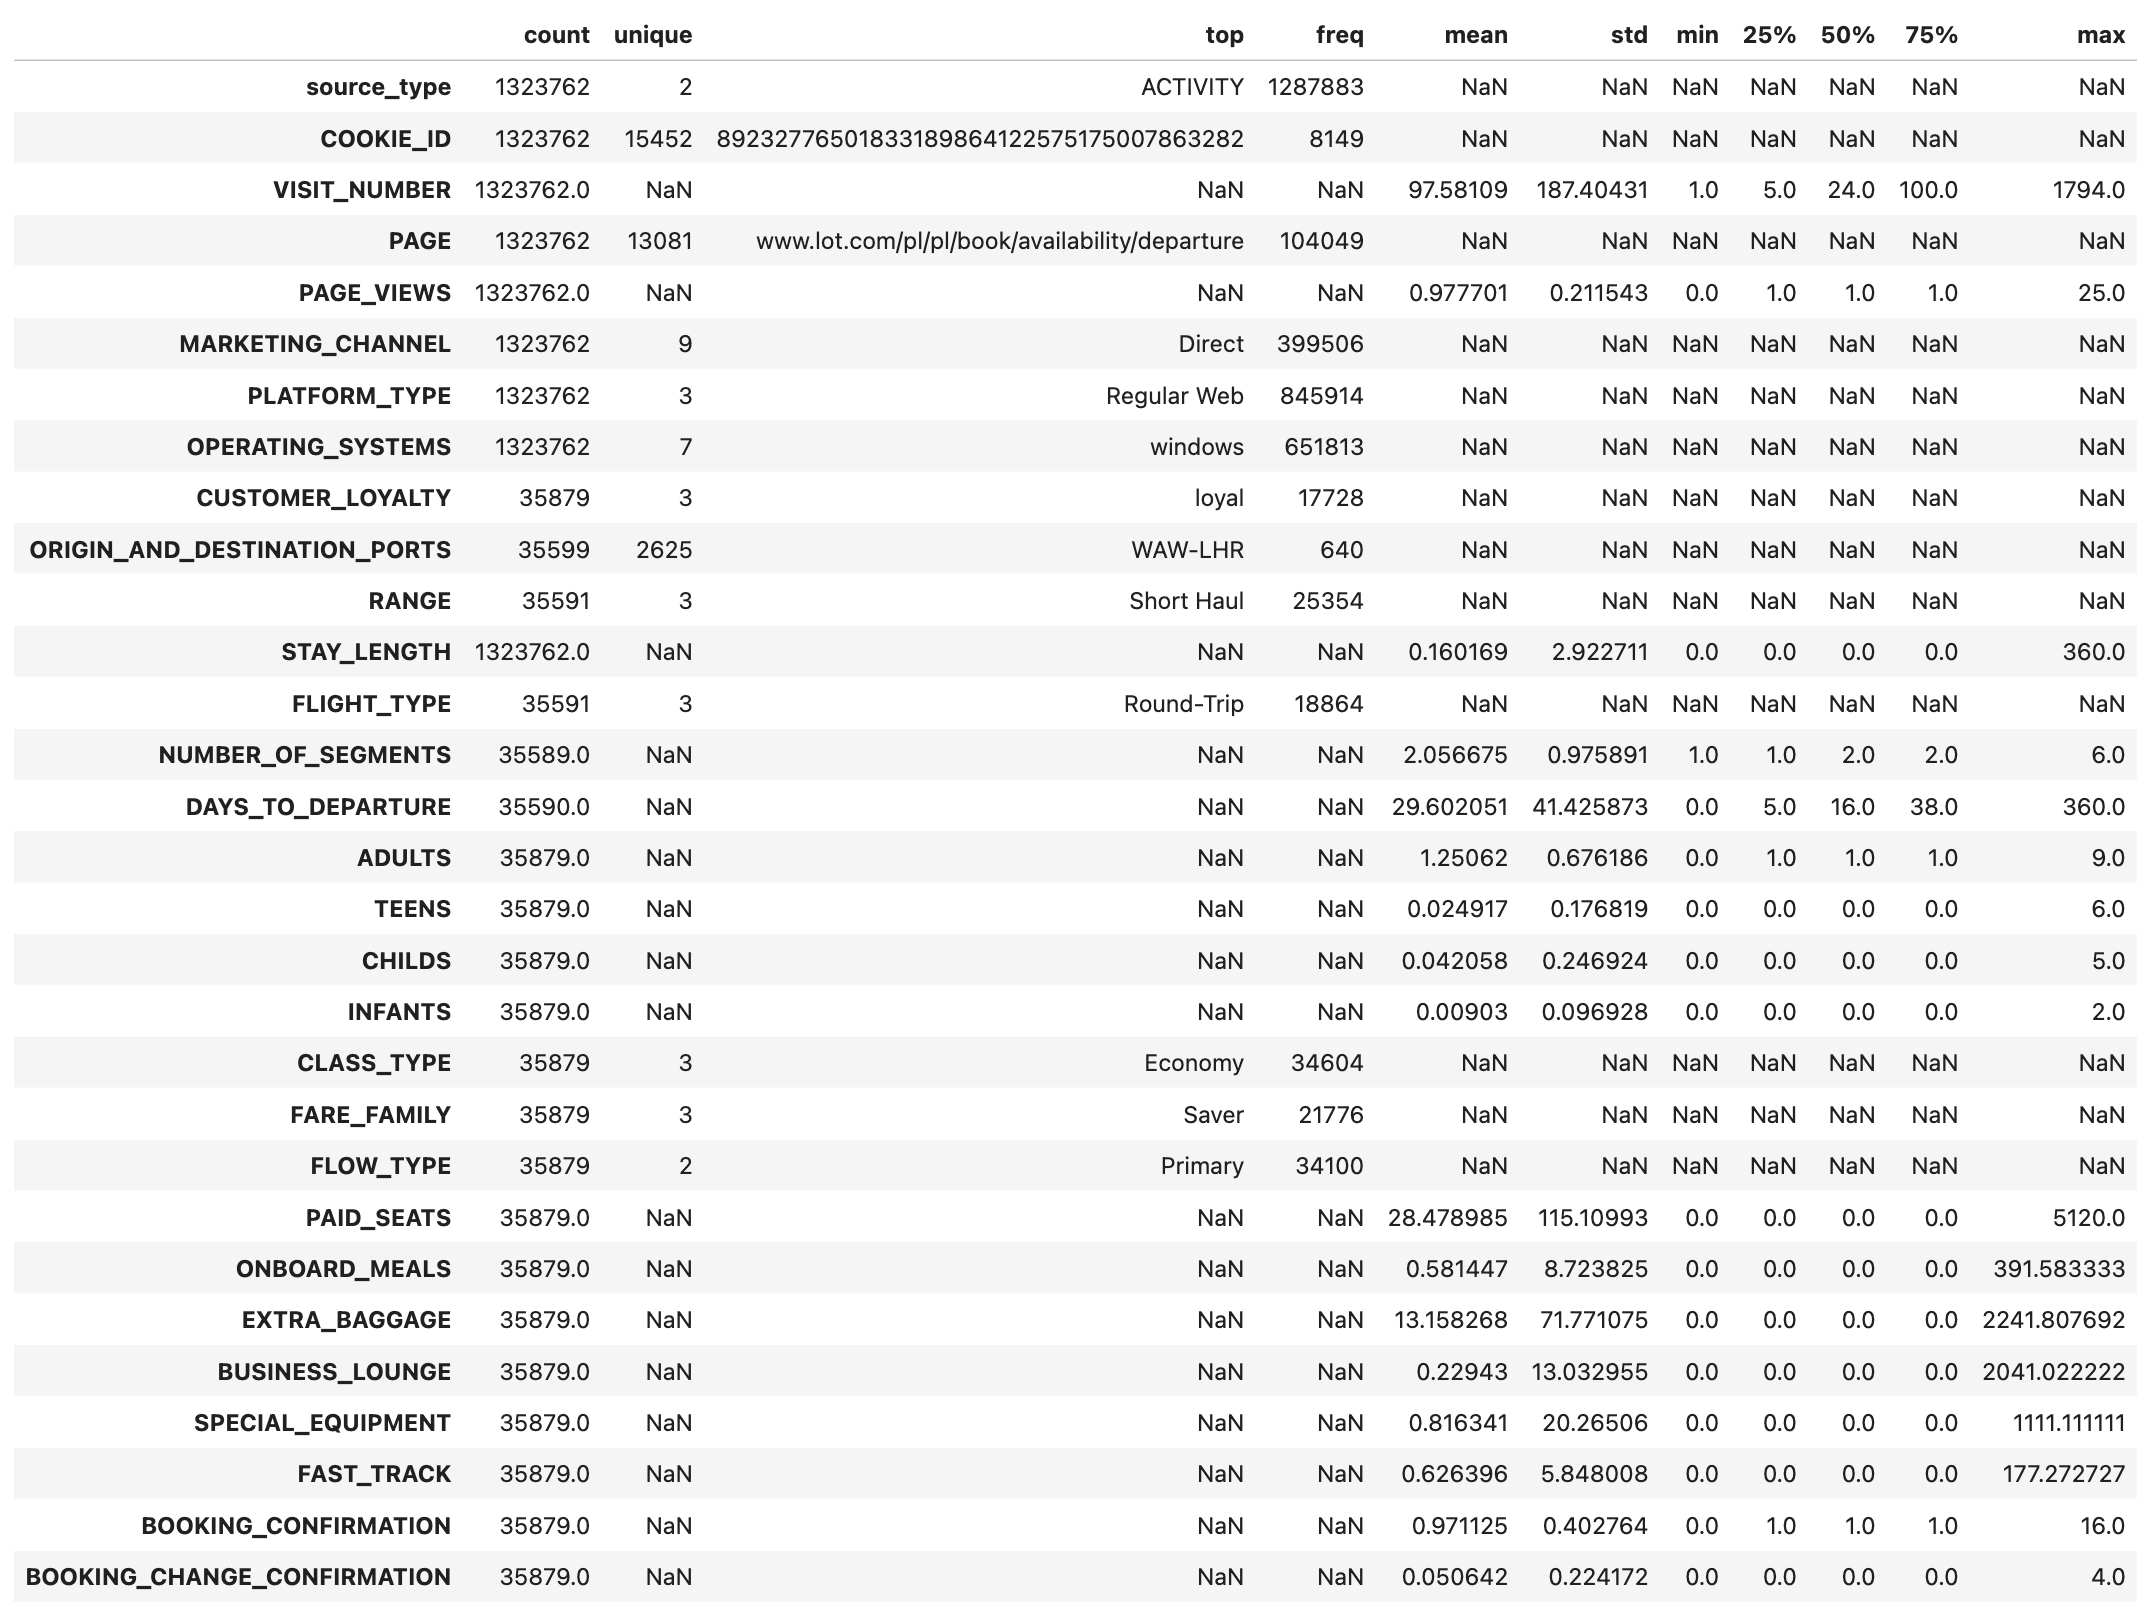 count unique top freq mean std min 25% 50% 75% max
source_type 1323762 2 ACTIVITY 1287883 NaN NaN NaN NaN NaN NaN NaN
COOKIE_ID 1323762 15452 89232776501833189864122575175007863282 8149 NaN NaN NaN NaN NaN NaN NaN
VISIT_NUMBER 1323762.0 NaN NaN NaN 97.58109 187.40431 1.0 5.0 24.0 100.0 1794.0
PAGE 1323762 13081 www.lot.com/pl/pl/book/availability/departure 104049 NaN NaN NaN NaN NaN NaN NaN
PAGE_VIEWS 1323762.0 NaN NaN NaN 0.977701 0.211543 0.0 1.0 1.0 1.0 25.0
MARKETING_CHANNEL 1323762 9 Direct 399506 NaN NaN NaN NaN NaN NaN NaN
PLATFORM_TYPE 1323762 3 Regular Web 845914 NaN NaN NaN NaN NaN NaN NaN
OPERATING_SYSTEMS 1323762 7 windows 651813 NaN NaN NaN NaN NaN NaN NaN
CUSTOMER_LOYALTY 35879 3 loyal 17728 NaN NaN NaN NaN NaN NaN NaN
ORIGIN_AND_DESTINATION_PORTS 35599 2625 WAW-LHR 640 NaN NaN NaN NaN NaN NaN NaN
RANGE 35591 3 Short Haul 25354 NaN NaN NaN NaN NaN NaN NaN
STAY_LENGTH 1323762.0 NaN NaN NaN 0.160169 2.922711 0.0 0.0 0.0 0.0 360.0
FLIGHT_TYPE 35591 3 Round-Trip 18864 NaN NaN NaN NaN NaN NaN NaN
NUMBER_OF_SEGMENTS 35589.0 NaN NaN NaN 2.056675 0.975891 1.0 1.0 2.0 2.0 6.0
DAYS_TO_DEPARTURE 35590.0 NaN NaN NaN 29.602051 41.425873 0.0 5.0 16.0 38.0 360.0
ADULTS 35879.0 NaN NaN NaN 1.25062 0.676186 0.0 1.0 1.0 1.0 9.0
TEENS 35879.0 NaN NaN NaN 0.024917 0.176819 0.0 0.0 0.0 0.0 6.0
CHILDS 35879.0 NaN NaN NaN 0.042058 0.246924 0.0 0.0 0.0 0.0 5.0
INFANTS 35879.0 NaN NaN NaN 0.00903 0.096928 0.0 0.0 0.0 0.0 2.0
CLASS_TYPE 35879 3 Economy 34604 NaN NaN NaN NaN NaN NaN NaN
FARE_FAMILY 35879 3 Saver 21776 NaN NaN NaN NaN NaN NaN NaN
FLOW_TYPE 35879 2 Primary 34100 NaN NaN NaN NaN NaN NaN NaN
PAID_SEATS 35879.0 NaN NaN NaN 28.478985 115.10993 0.0 0.0 0.0 0.0 5120.0
ONBOARD_MEALS 35879.0 NaN NaN NaN 0.581447 8.723825 0.0 0.0 0.0 0.0 391.583333
EXTRA_BAGGAGE 35879.0 NaN NaN NaN 13.158268 71.771075 0.0 0.0 0.0 0.0 2241.807692
BUSINESS_LOUNGE 35879.0 NaN NaN NaN 0.22943 13.032955 0.0 0.0 0.0 0.0 2041.022222
SPECIAL_EQUIPMENT 35879.0 NaN NaN NaN 0.816341 20.26506 0.0 0.0 0.0 0.0 1111.111111
FAST_TRACK 35879.0 NaN NaN NaN 0.626396 5.848008 0.0 0.0 0.0 0.0 177.272727
BOOKING_CONFIRMATION 35879.0 NaN NaN NaN 0.971125 0.402764 0.0 1.0 1.0 1.0 16.0
BOOKING_CHANGE_CONFIRMATION 35879.0 NaN NaN NaN 0.050642 0.224172 0.0 0.0 0.0 0.0 4.0